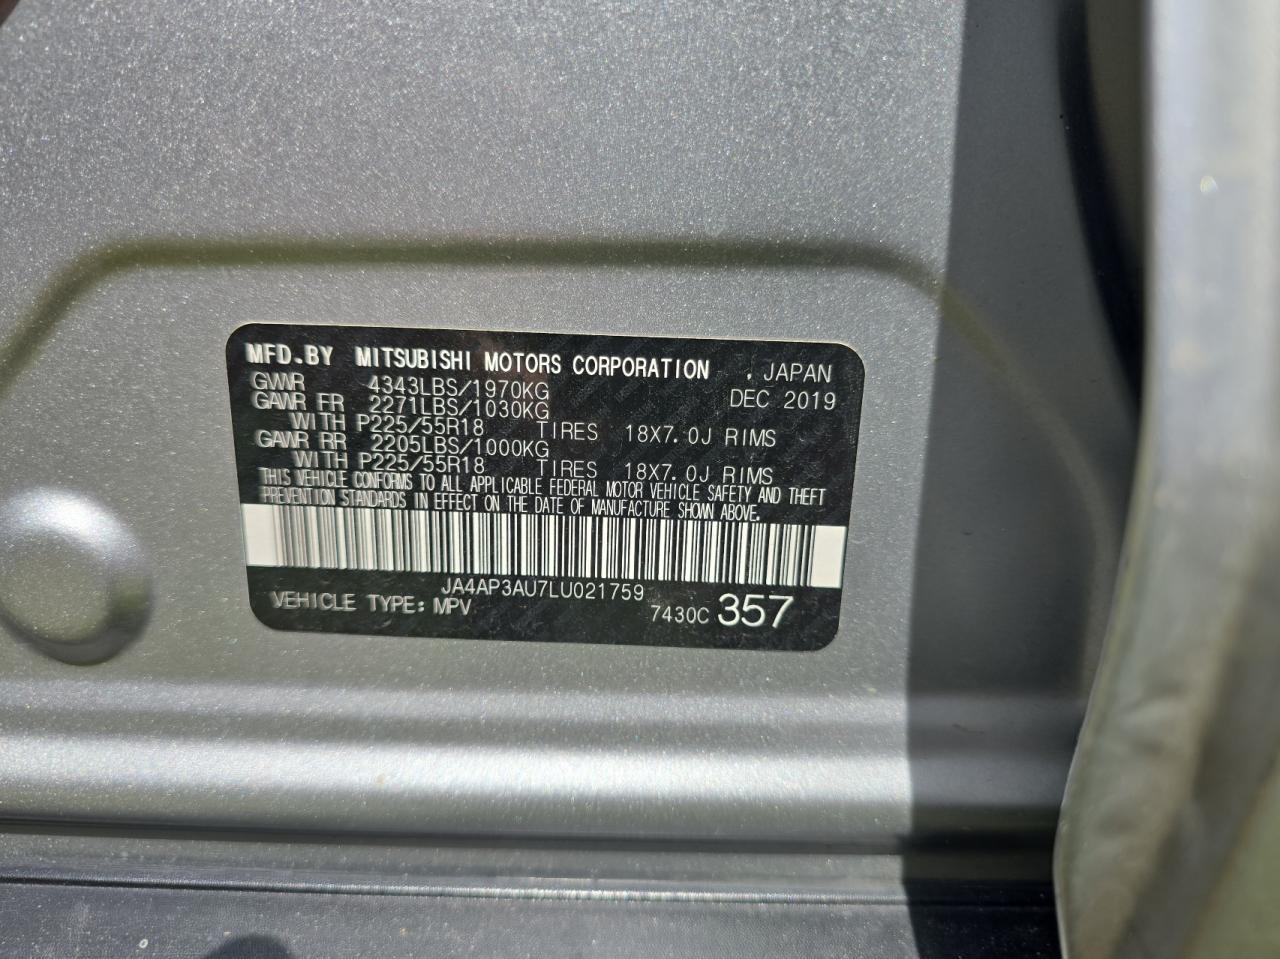 MFD.BY MITSUBISHI MOTORS CORPORATION , JAPAN
GWWR 4343LBS/1970KG DEC 2019
GAWR FR 2271LBS/1030KG
WITH P225/55R18 TIRES 18X7.0J RIMS
GAWR RR 2205LBS/1000KG
WITH P225/55R18 TIRES 18X7.0J RIMS
THIS VEHICLE CONFORMS TO ALL APPLICABLE FEDERAL MOTOR VEHICLE SAFETY AND THEFT
PREVENTION STANDARDS IN EFFECT ON THE DATE OF MANUFACTURE SHOWN ABOVE.
JA4AP3AU7LU021759
VEHICLE TYPE: MPV 7430C 357